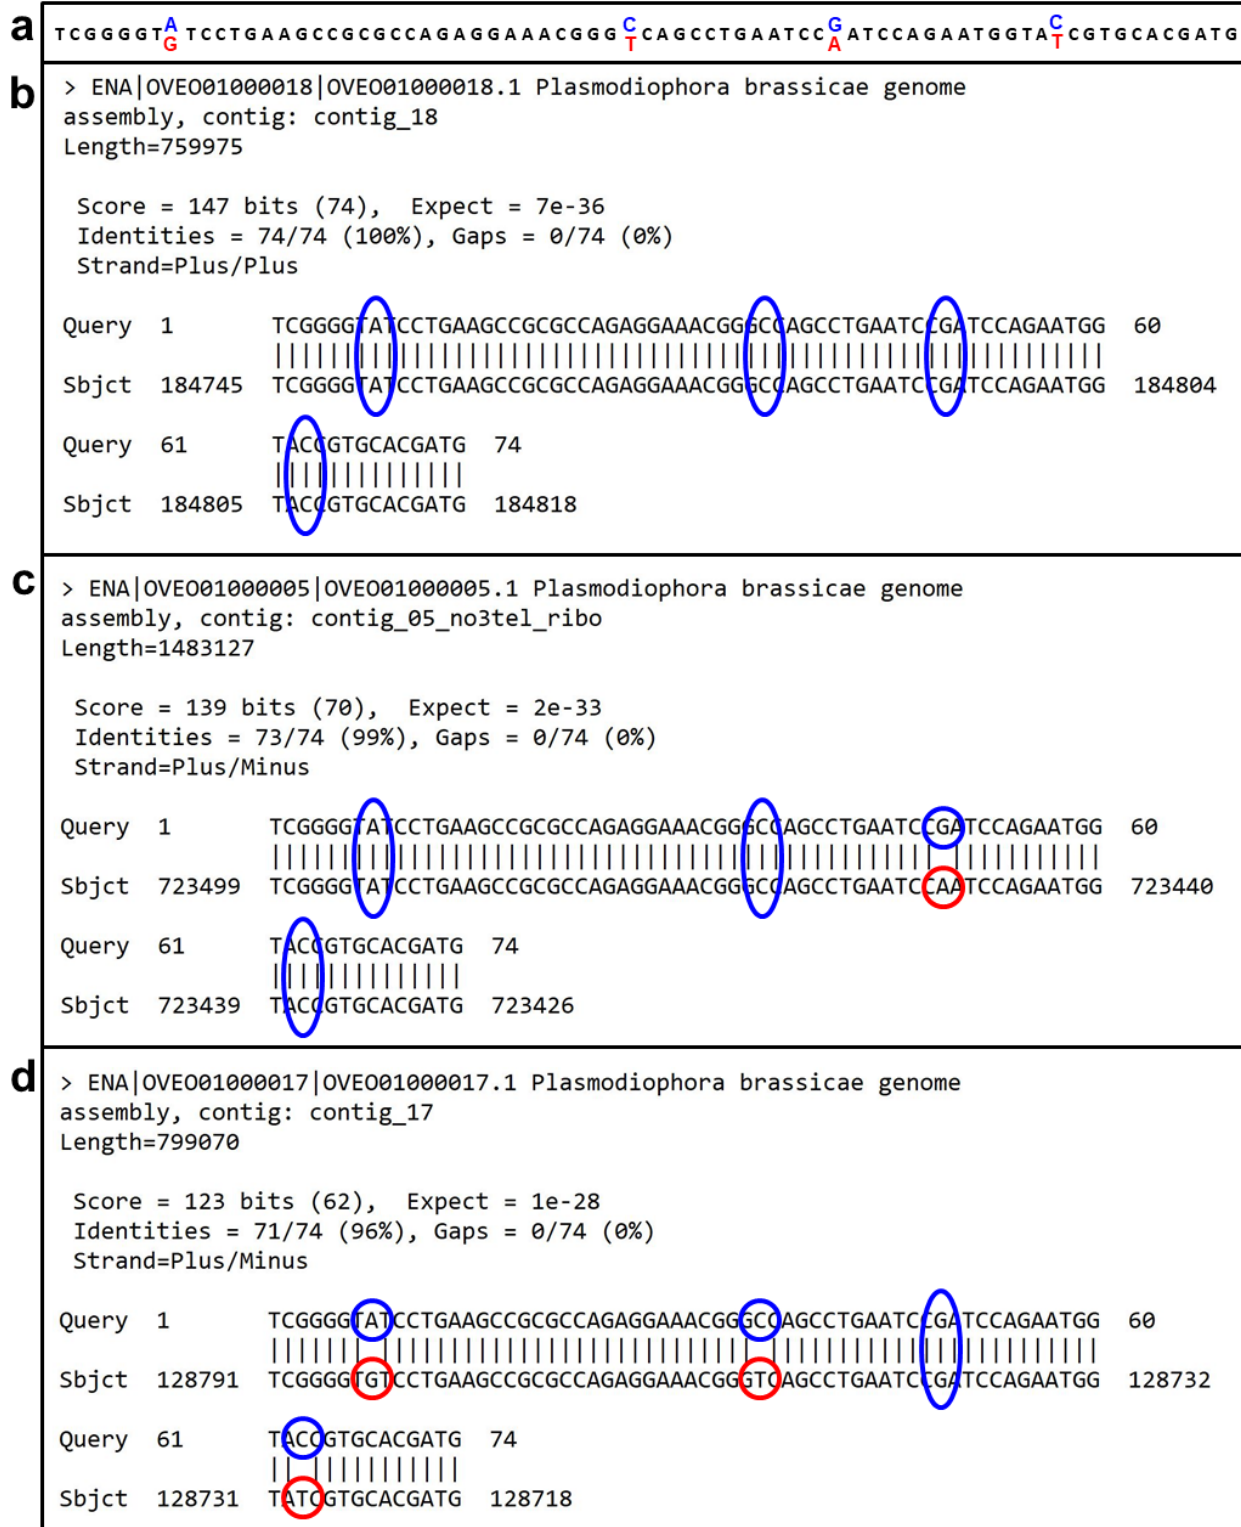 a
A C G C
TCGGGGT TCCTGAAGCCGCGCCAGAGGAAACGGG CAGCCTGAATCC ATCCAGAATGGTA CGTGCACGATG
G T A T
b
> ENA|OVEO01000018|OVEO01000018.1 Plasmodiophora brassicae genome
assembly, contig: contig_18
Length=759975
Score = 147 bits (74), Expect = 7e-36
Identities = 74/74 (100%), Gaps = 0/74 (0%)
Strand=Plus/Plus
Query 1 TCGGGGTATCCTGAAGCCGCGCCAGAGGAAACGGGCCAGCCTGAATCCGATCCAGAATGG 60
Sbjct 184745 TCGGGGTATCCTGAAGCCGCGCCAGAGGAAACGGGCCAGCCTGAATCCGATCCAGAATGG 184804
Query 61 TACCGTGCACGATG 74
Sbjct 184805 TACCGTGCACGATG 184818
c
> ENA|OVEO01000005|OVEO01000005.1 Plasmodiophora brassicae genome
assembly, contig: contig_05_no3tel_ribo
Length=1483127
Score = 139 bits (70), Expect = 2e-33
Identities = 73/74 (99%), Gaps = 0/74 (0%)
Strand=Plus/Minus
Query 1 TCGGGGTATCCTGAAGCCGCGCCAGAGGAAACGGGCCAGCCTGAATCCGATCCAGAATGG 60
Sbjct 723499 TCGGGGTATCCTGAAGCCGCGCCAGAGGAAACGGGCCAGCCTGAATCCAATCCAGAATGG 723440
Query 61 TACCGTGCACGATG 74
Sbjct 723439 TACCGTGCACGATG 723426
d
> ENA|OVEO01000017|OVEO01000017.1 Plasmodiophora brassicae genome
assembly, contig: contig_17
Length=799070
Score = 123 bits (62), Expect = 1e-28
Identities = 71/74 (96%), Gaps = 0/74 (0%)
Strand=Plus/Minus
Query 1 TCGGGGTATCCTGAAGCCGCGCCAGAGGAAACGGGCCAGCCTGAATCCGATCCAGAATGG 60
Sbjct 128791 TCGGGGTGTCCTGAAGCCGCGCCAGAGGAAACGGGTCAGCCTGAATCCGATCCAGAATGG 128732
Query 61 TACCGTGCACGATG 74
Sbjct 128731 TATCGTGCACGATG 128718